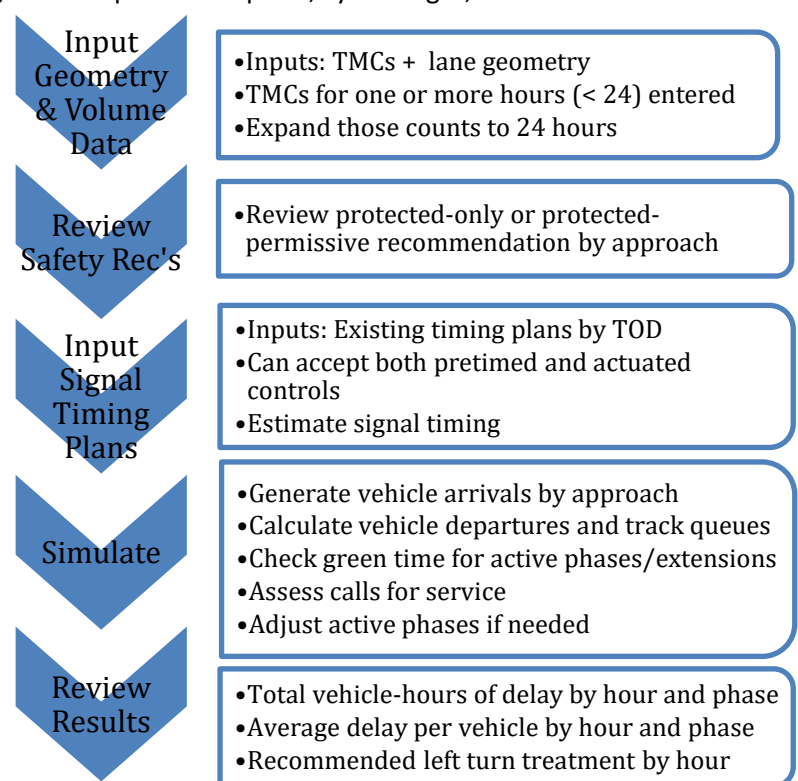 Input
Geometry
& Volume
Data
•Inputs: TMCs + lane geometry
•TMCs for one or more hours (< 24) entered
•Expand those counts to 24 hours
Review
Safety Rec's
•Review protected-only or protected-
permissive recommendation by approach
Input
Signal
Timing
Plans
•Inputs: Existing timing plans by TOD
•Can accept both pretimed and actuated
controls
•Estimate signal timing
Simulate
•Generate vehicle arrivals by approach
•Calculate vehicle departures and track queues
•Check green time for active phases/extensions
•Assess calls for service
•Adjust active phases if needed
Review
Results
•Total vehicle-hours of delay by hour and phase
•Average delay per vehicle by hour and phase
•Recommended left turn treatment by hour